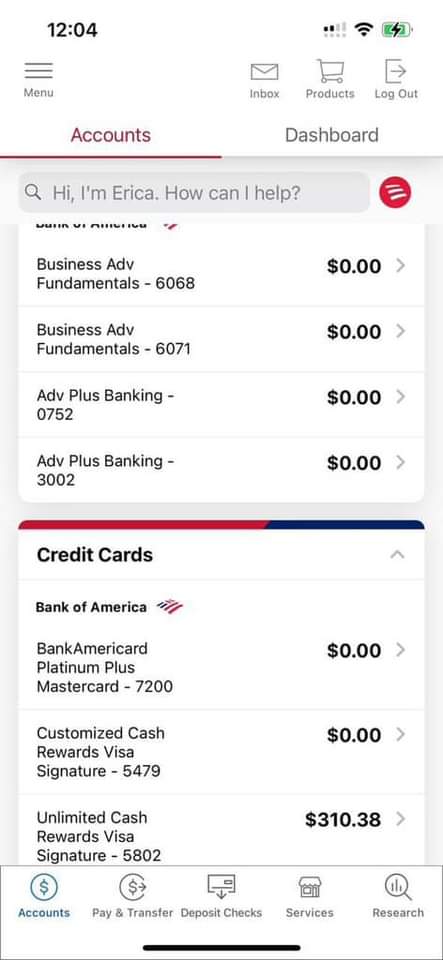 12:04
Menu
Inbox
Products
Log Out
Accounts
Dashboard
Hi, I'm Erica. How can I help?
Bank of America
Business Adv
Fundamentals - 6068
$0.00
Business Adv
Fundamentals - 6071
$0.00
Adv Plus Banking -
0752
$0.00
Adv Plus Banking -
3002
$0.00
Credit Cards
Bank of America
BankAmericard
Platinum Plus
Mastercard - 7200
$0.00
Customized Cash
Rewards Visa
Signature - 5479
$0.00
Unlimited Cash
Rewards Visa
Signature - 5802
$310.38
Accounts
Pay & Transfer
Deposit Checks
Services
Research